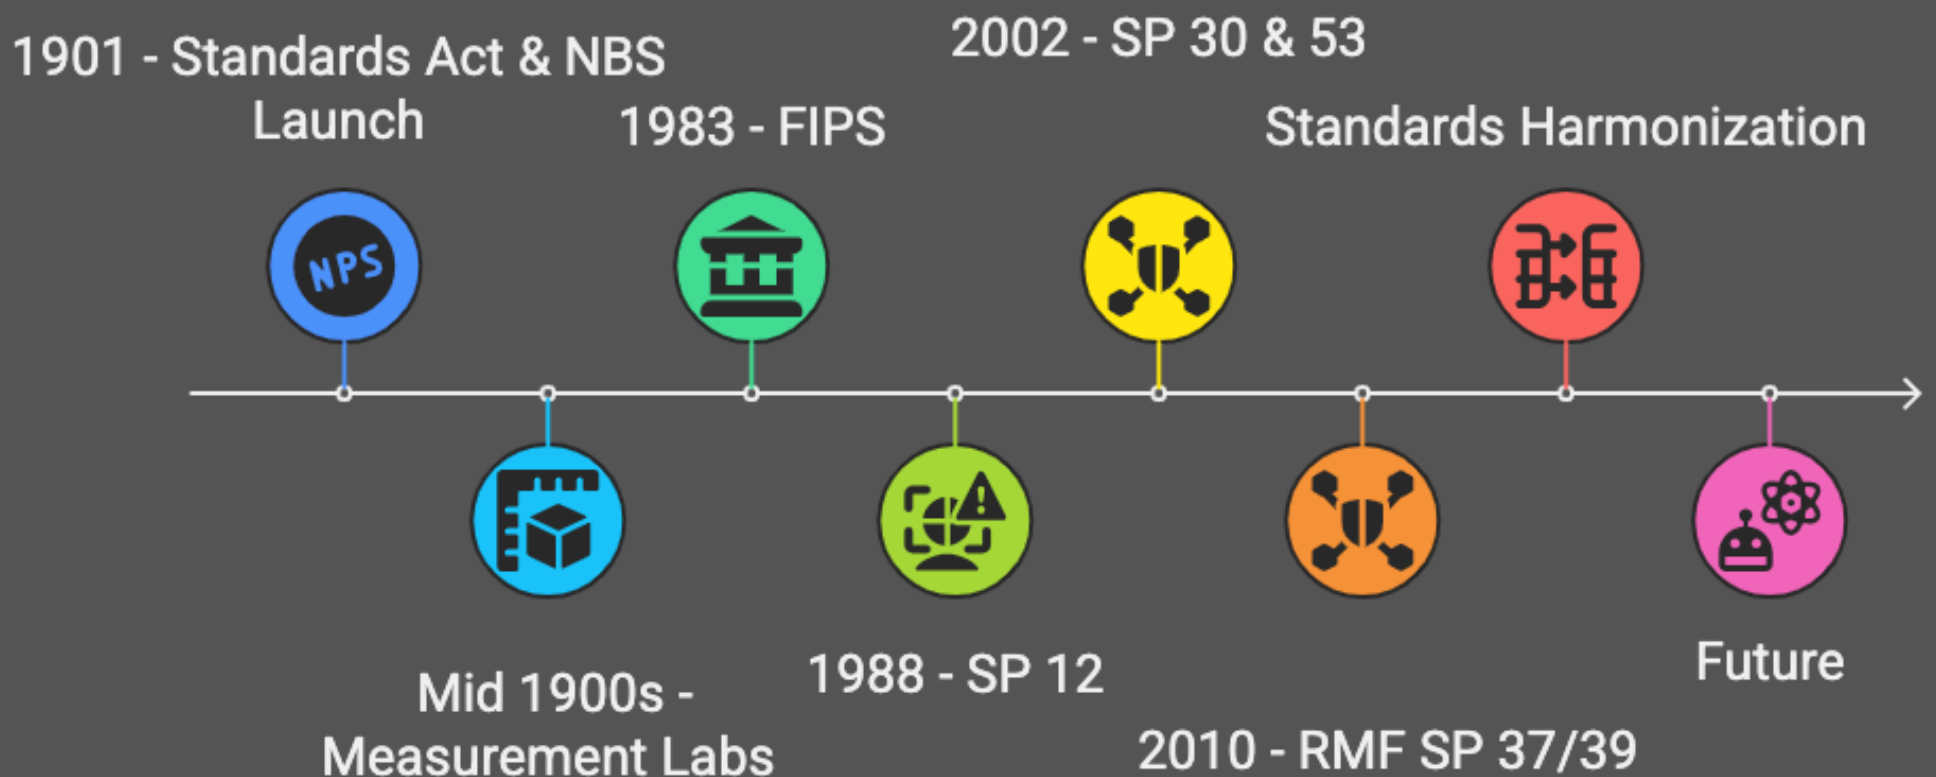 1901 - Standards Act & NBS
Launch
NPS
Mid 1900s -
Measurement Labs
1983 - FIPS
1988 - SP 12
2002 - SP 30 & 53
2010 - RMF SP 37/39
Standards Harmonization
Future